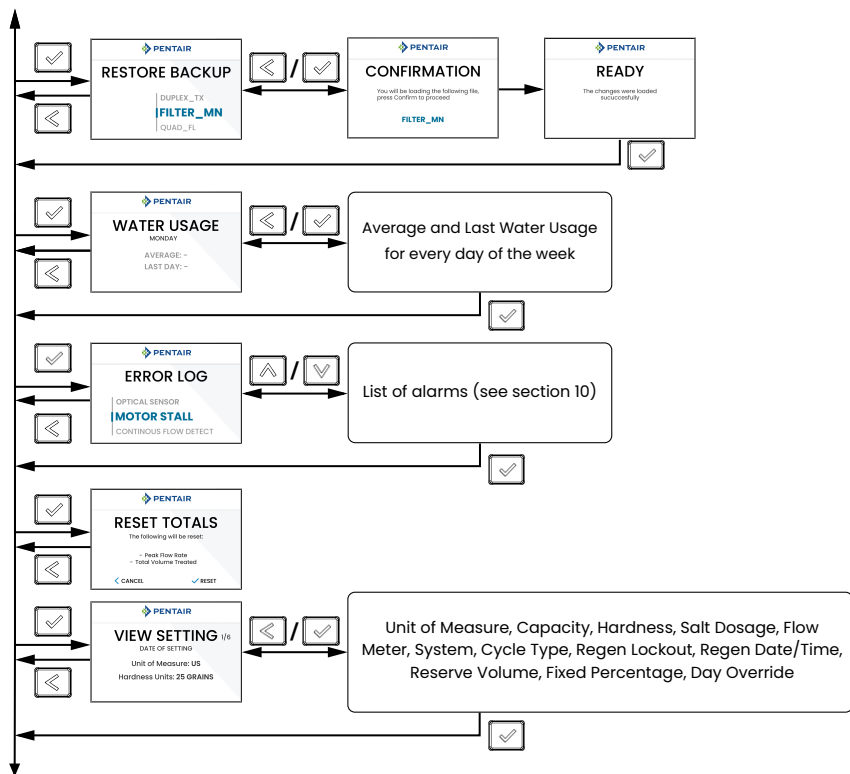 PENTAIR
RESTORE BACKUP
DUPLEX_TX
FILTER_MN
QUAD_FL
/
PENTAIR
CONFIRMATION
You will be loading the following file,
press Confirm to proceed
FILTER_MN
PENTAIR
READY
The changes were loaded
sucuccesfully
PENTAIR
WATER USAGE
MONDAY
AVERAGE: -
LAST DAY: -
/
Average and Last Water Usage
for every day of the week
PENTAIR
ERROR LOG
OPTICAL SENSOR
MOTOR STALL
CONTINOUS FLOW DETECT
/
List of alarms (see section 10)
PENTAIR
RESET TOTALS
The following will be reset:
- Peak Flow Rate
- Total Volume Treated
CANCEL RESET
PENTAIR
VIEW SETTING 1/6
DATE OF SETTING
Unit of Measure: US
Hardness Units: 25 GRAINS
/
Unit of Measure, Capacity, Hardness, Salt Dosage, Flow
Meter, System, Cycle Type, Regen Lockout, Regen Date/Time,
Reserve Volume, Fixed Percentage, Day Override